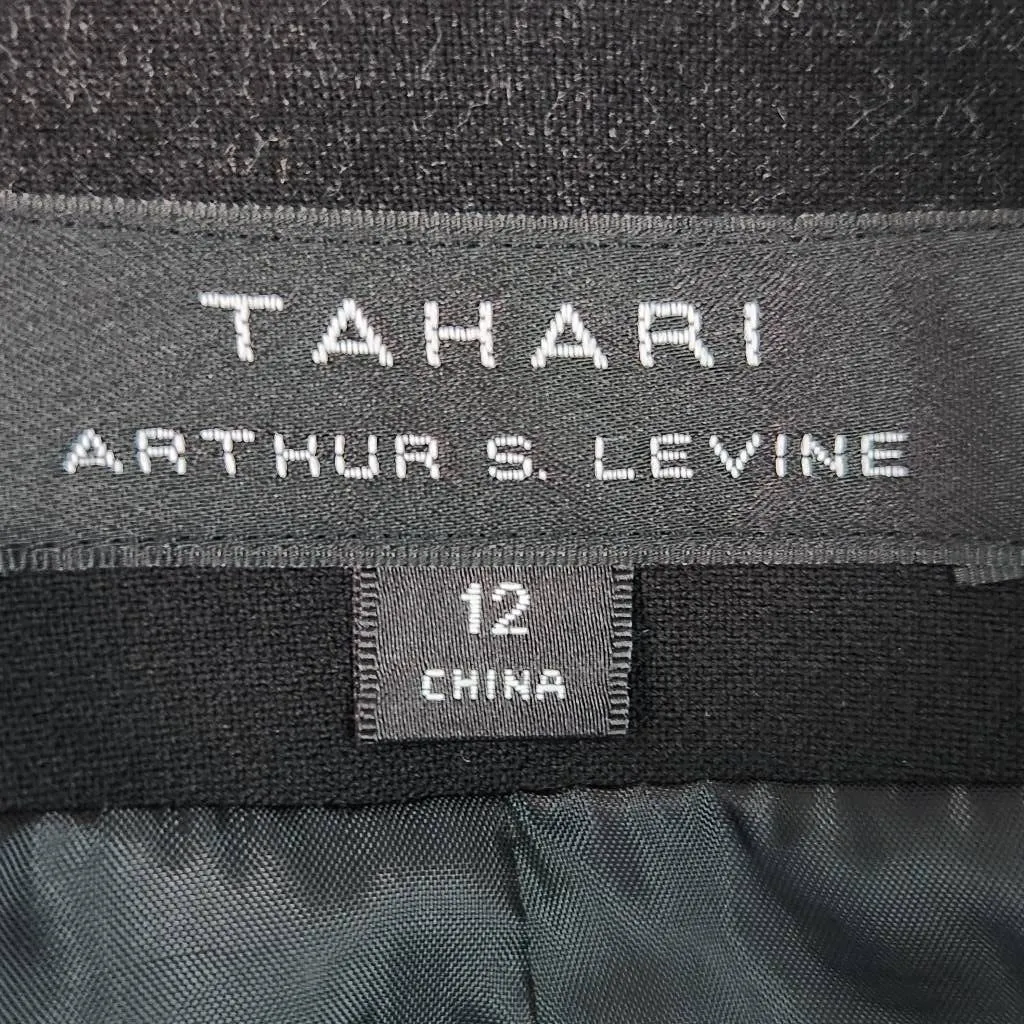 TAHARI
ARTHUR S. LEVINE
12
CHINA